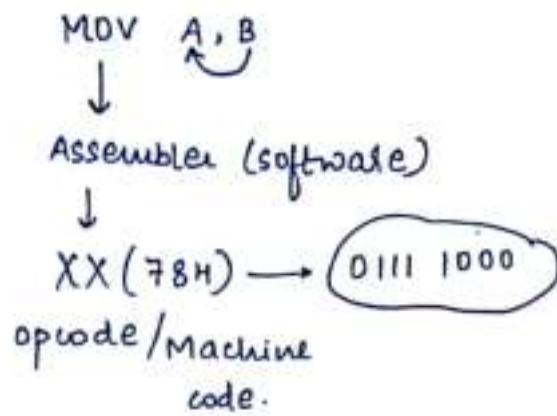 MOV A, B
Assembler (software)
XX (78H) → 0111 1000
opcode/Machine
code.